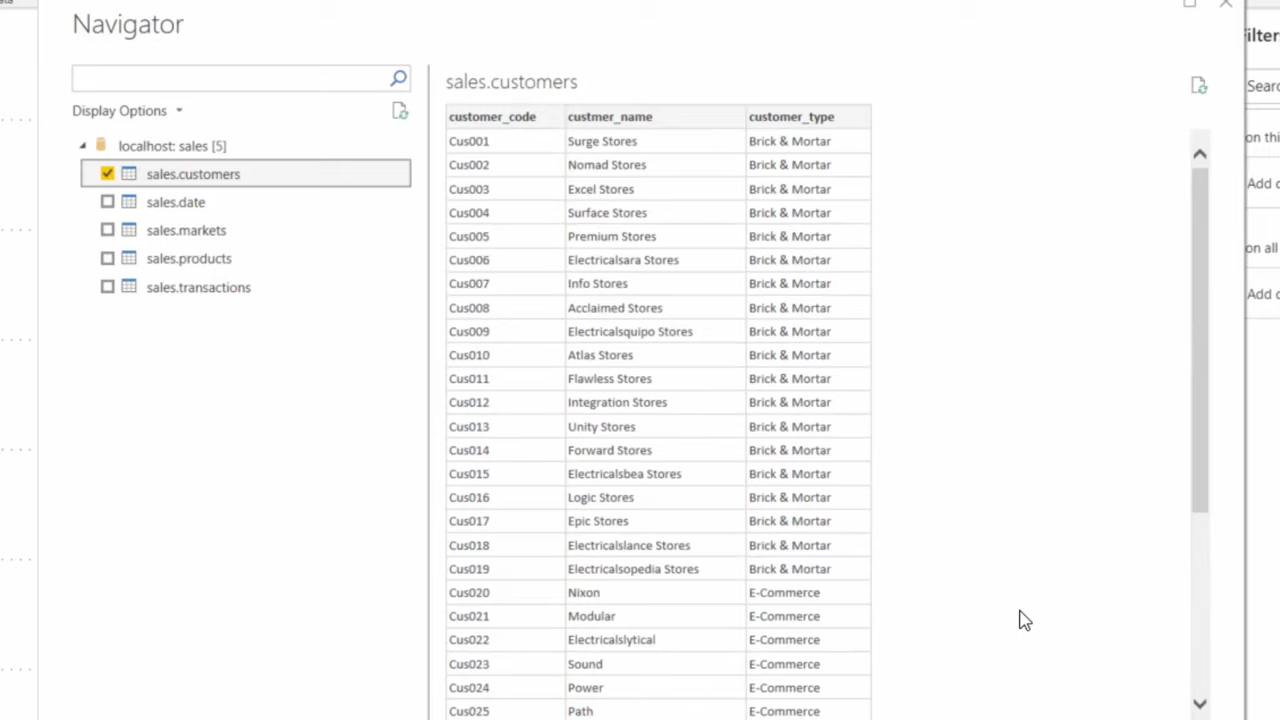 Navigator
Display Options
localhost: sales [5]
sales.customers
sales.date
sales.markets
sales.products
sales.transactions
sales.customers
customer_code custmer_name customer_type
Cus001 Surge Stores Brick & Mortar
Cus002 Nomad Stores Brick & Mortar
Cus003 Excel Stores Brick & Mortar
Cus004 Surface Stores Brick & Mortar
Cus005 Premium Stores Brick & Mortar
Cus006 Electricalsara Stores Brick & Mortar
Cus007 Info Stores Brick & Mortar
Cus008 Acclaimed Stores Brick & Mortar
Cus009 Electricalsquipo Stores Brick & Mortar
Cus010 Atlas Stores Brick & Mortar
Cus011 Flawless Stores Brick & Mortar
Cus012 Integration Stores Brick & Mortar
Cus013 Unity Stores Brick & Mortar
Cus014 Forward Stores Brick & Mortar
Cus015 Electricalsbea Stores Brick & Mortar
Cus016 Logic Stores Brick & Mortar
Cus017 Epic Stores Brick & Mortar
Cus018 Electricalslance Stores Brick & Mortar
Cus019 Electricalsopedia Stores Brick & Mortar
Cus020 Nixon E-Commerce
Cus021 Modular E-Commerce
Cus022 Electricalslytical E-Commerce
Cus023 Sound E-Commerce
Cus024 Power E-Commerce
Cus025 Path E-Commerce
on thi
Add d
on all
Add d